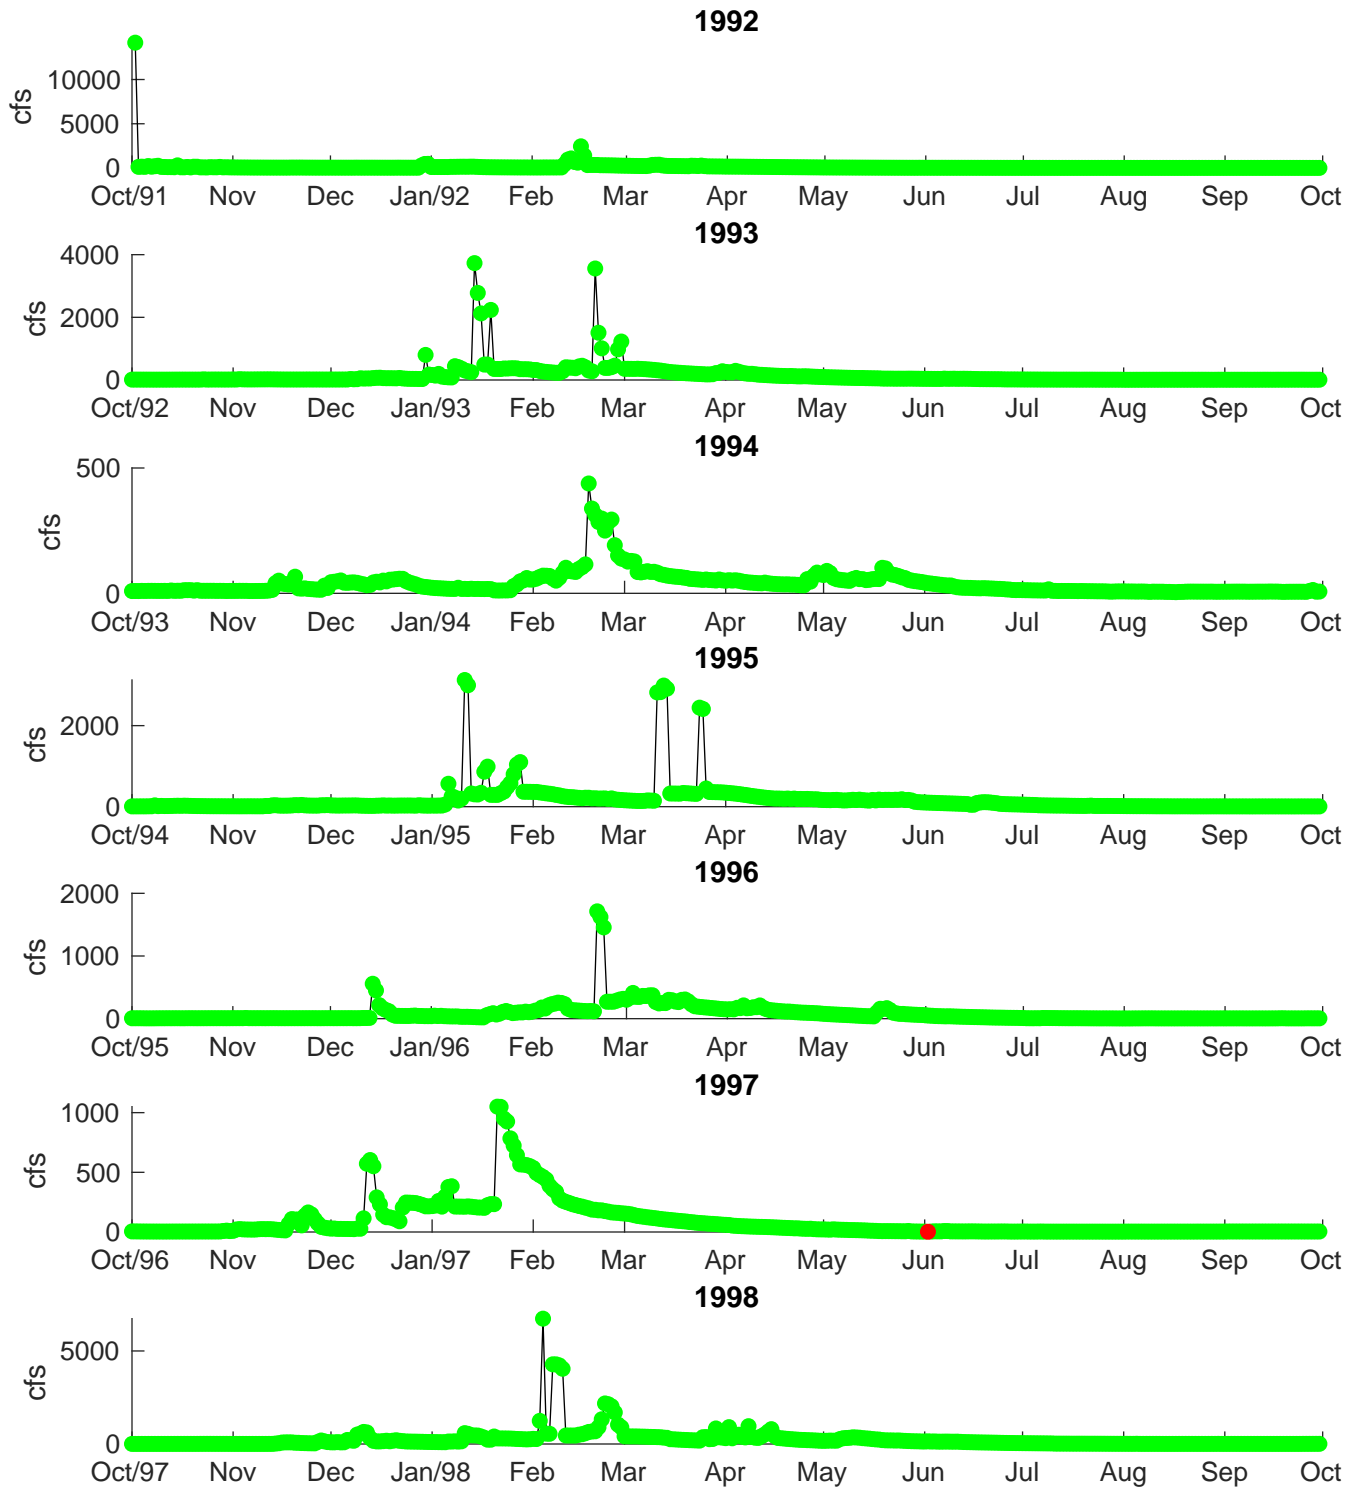 1992
cfs
10000
5000
0
Oct/91 Nov Dec Jan/92 Feb Mar Apr May Jun Jul Aug Sep Oct
1993
cfs
4000
2000
0
Oct/92 Nov Dec Jan/93 Feb Mar Apr May Jun Jul Aug Sep Oct
1994
cfs
500
0
Oct/93 Nov Dec Jan/94 Feb Mar Apr May Jun Jul Aug Sep Oct
1995
cfs
2000
0
Oct/94 Nov Dec Jan/95 Feb Mar Apr May Jun Jul Aug Sep Oct
1996
cfs
2000
1000
0
Oct/95 Nov Dec Jan/96 Feb Mar Apr May Jun Jul Aug Sep Oct
1997
cfs
1000
500
0
Oct/96 Nov Dec Jan/97 Feb Mar Apr May Jun Jul Aug Sep Oct
1998
cfs
5000
0
Oct/97 Nov Dec Jan/98 Feb Mar Apr May Jun Jul Aug Sep Oct